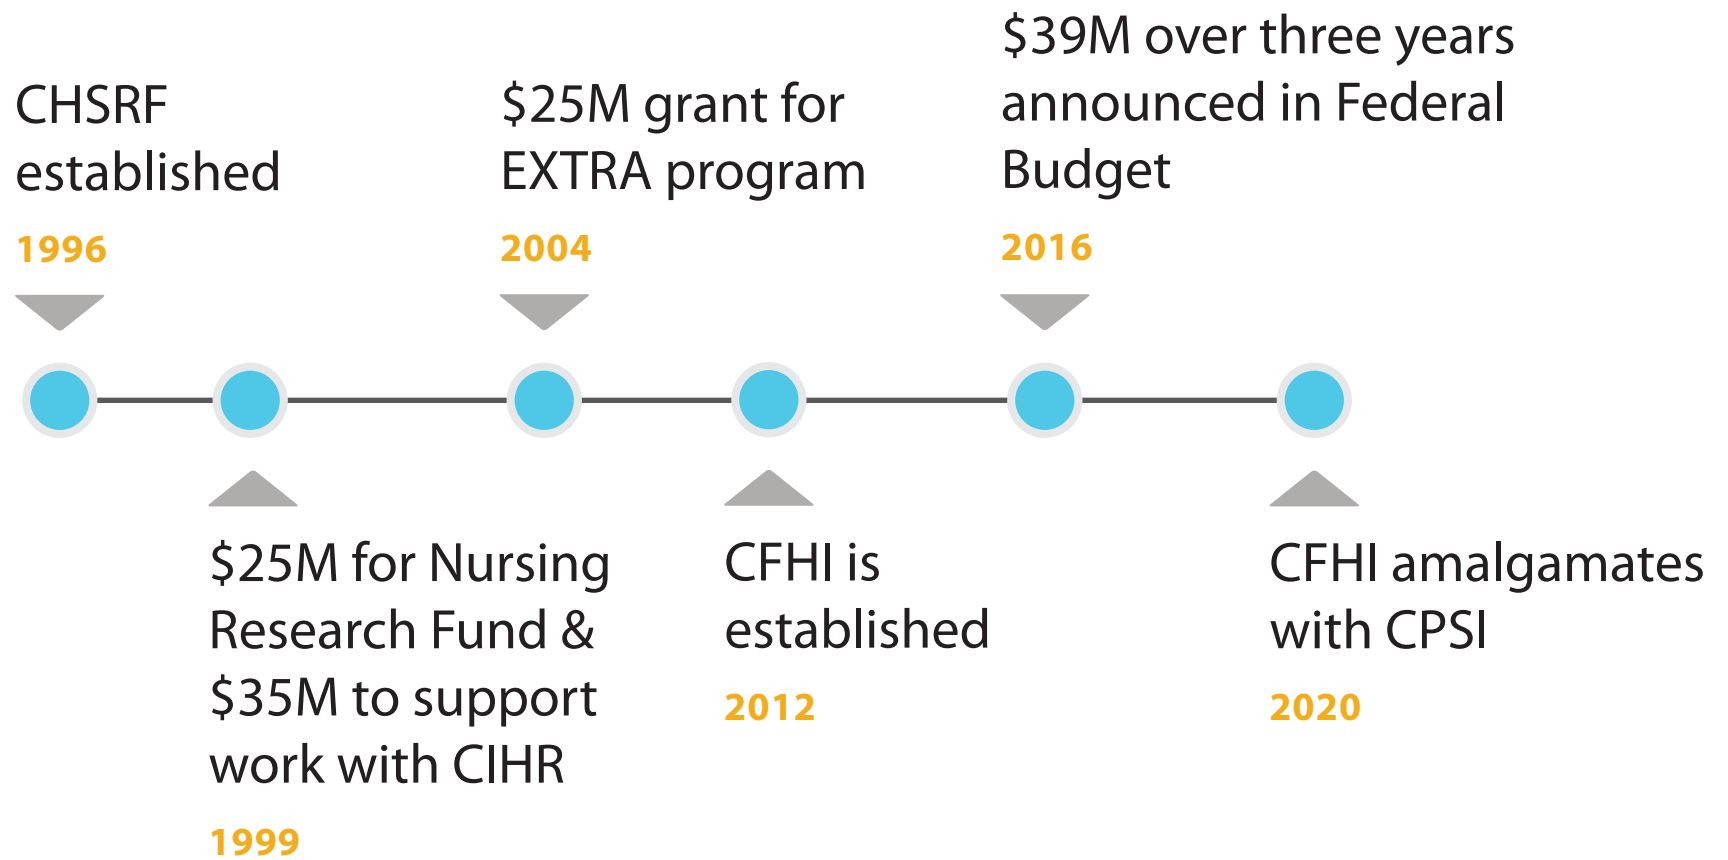 CHSRF
established
1996
$25M for Nursing
Research Fund &
$35M to support
work with CIHR
1999
$25M grant for
EXTRA program
2004
CFHI is
established
2012
$39M over three years
announced in Federal
Budget
2016
CFHI amalgamates
with CPSI
2020